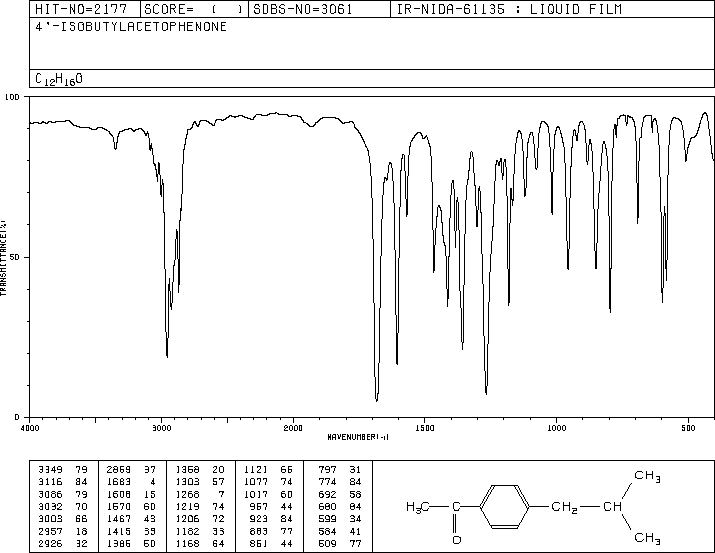 HIT-NO=2177 SCORE= ( ) SDBS-NO=3061 IR-NIDA-61135 : LIQUID FILM
4'-ISOBUTYLACETOPHENONE
C12H16O
100
50
0
TRANSMITTANCE(%)
4000 3000 2000 1500 1000 500
WAVENUMBER(-1)
3349 79 2869 37 1358 20 1121 66 797 31
3116 84 1683 4 1303 57 1077 74 774 84
3086 79 1608 15 1268 7 1017 60 692 58
3032 70 1570 60 1219 74 957 44 680 84
3003 66 1467 43 1206 72 923 84 599 34
2957 18 1415 33 1182 33 883 77 584 41
2926 32 1386 50 1168 64 851 44 509 77
CH3
H3C C CH2 CH
O CH3